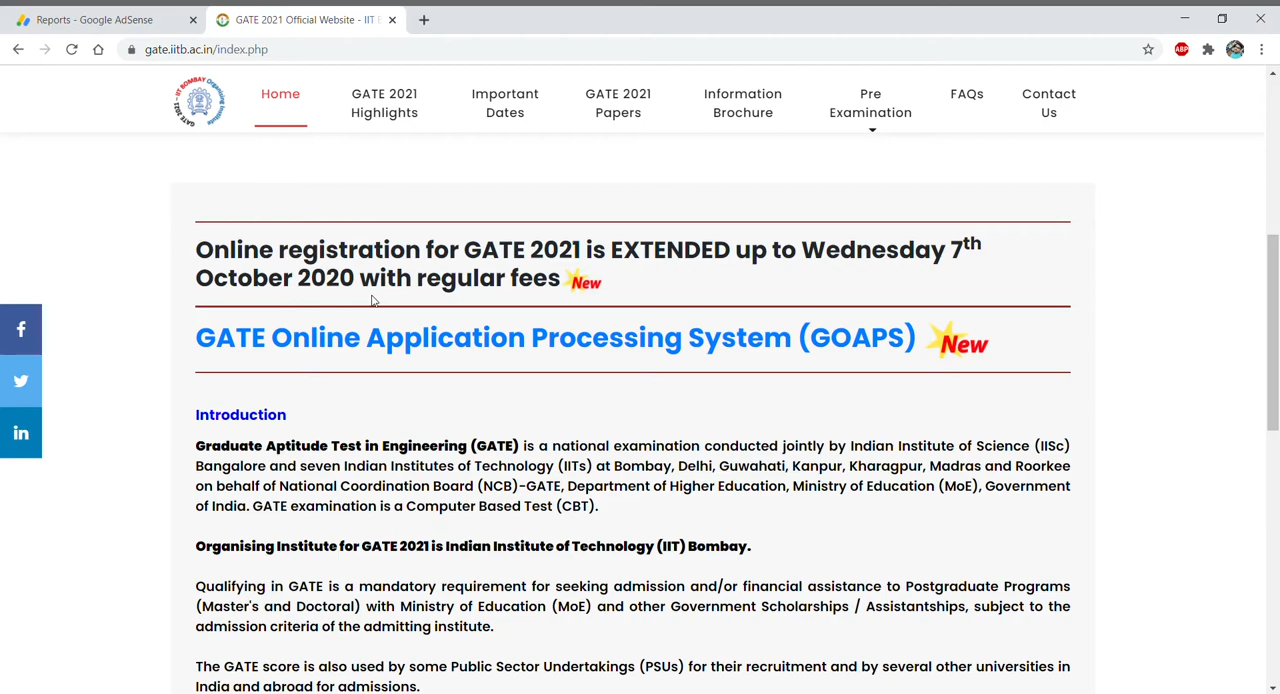 Reports - Google AdSense
GATE 2021 Official Website - IIT
gate.iitb.ac.in/index.php
ABP
IIT BOMBAY Organising Institute GATE 2021
Home
GATE 2021
Highlights
Important
Dates
GATE 2021
Papers
Information
Brochure
Pre
Examination
FAQs
Contact
Us
Online registration for GATE 2021 is EXTENDED up to Wednesday 7th
October 2020 with regular fees New
GATE Online Application Processing System (GOAPS) New
Introduction
Graduate Aptitude Test in Engineering (GATE) is a national examination conducted jointly by Indian Institute of Science (IISc)
Bangalore and seven Indian Institutes of Technology (IITs) at Bombay, Delhi, Guwahati, Kanpur, Kharagpur, Madras and Roorkee
on behalf of National Coordination Board (NCB)-GATE, Department of Higher Education, Ministry of Education (MoE), Government
of India. GATE examination is a Computer Based Test (CBT).
Organising Institute for GATE 2021 is Indian Institute of Technology (IIT) Bombay.
Qualifying in GATE is a mandatory requirement for seeking admission and/or financial assistance to Postgraduate Programs
(Master's and Doctoral) with Ministry of Education (MoE) and other Government Scholarships / Assistantships, subject to the
admission criteria of the admitting institute.
The GATE score is also used by some Public Sector Undertakings (PSUs) for their recruitment and by several other universities in
India and abroad for admissions.